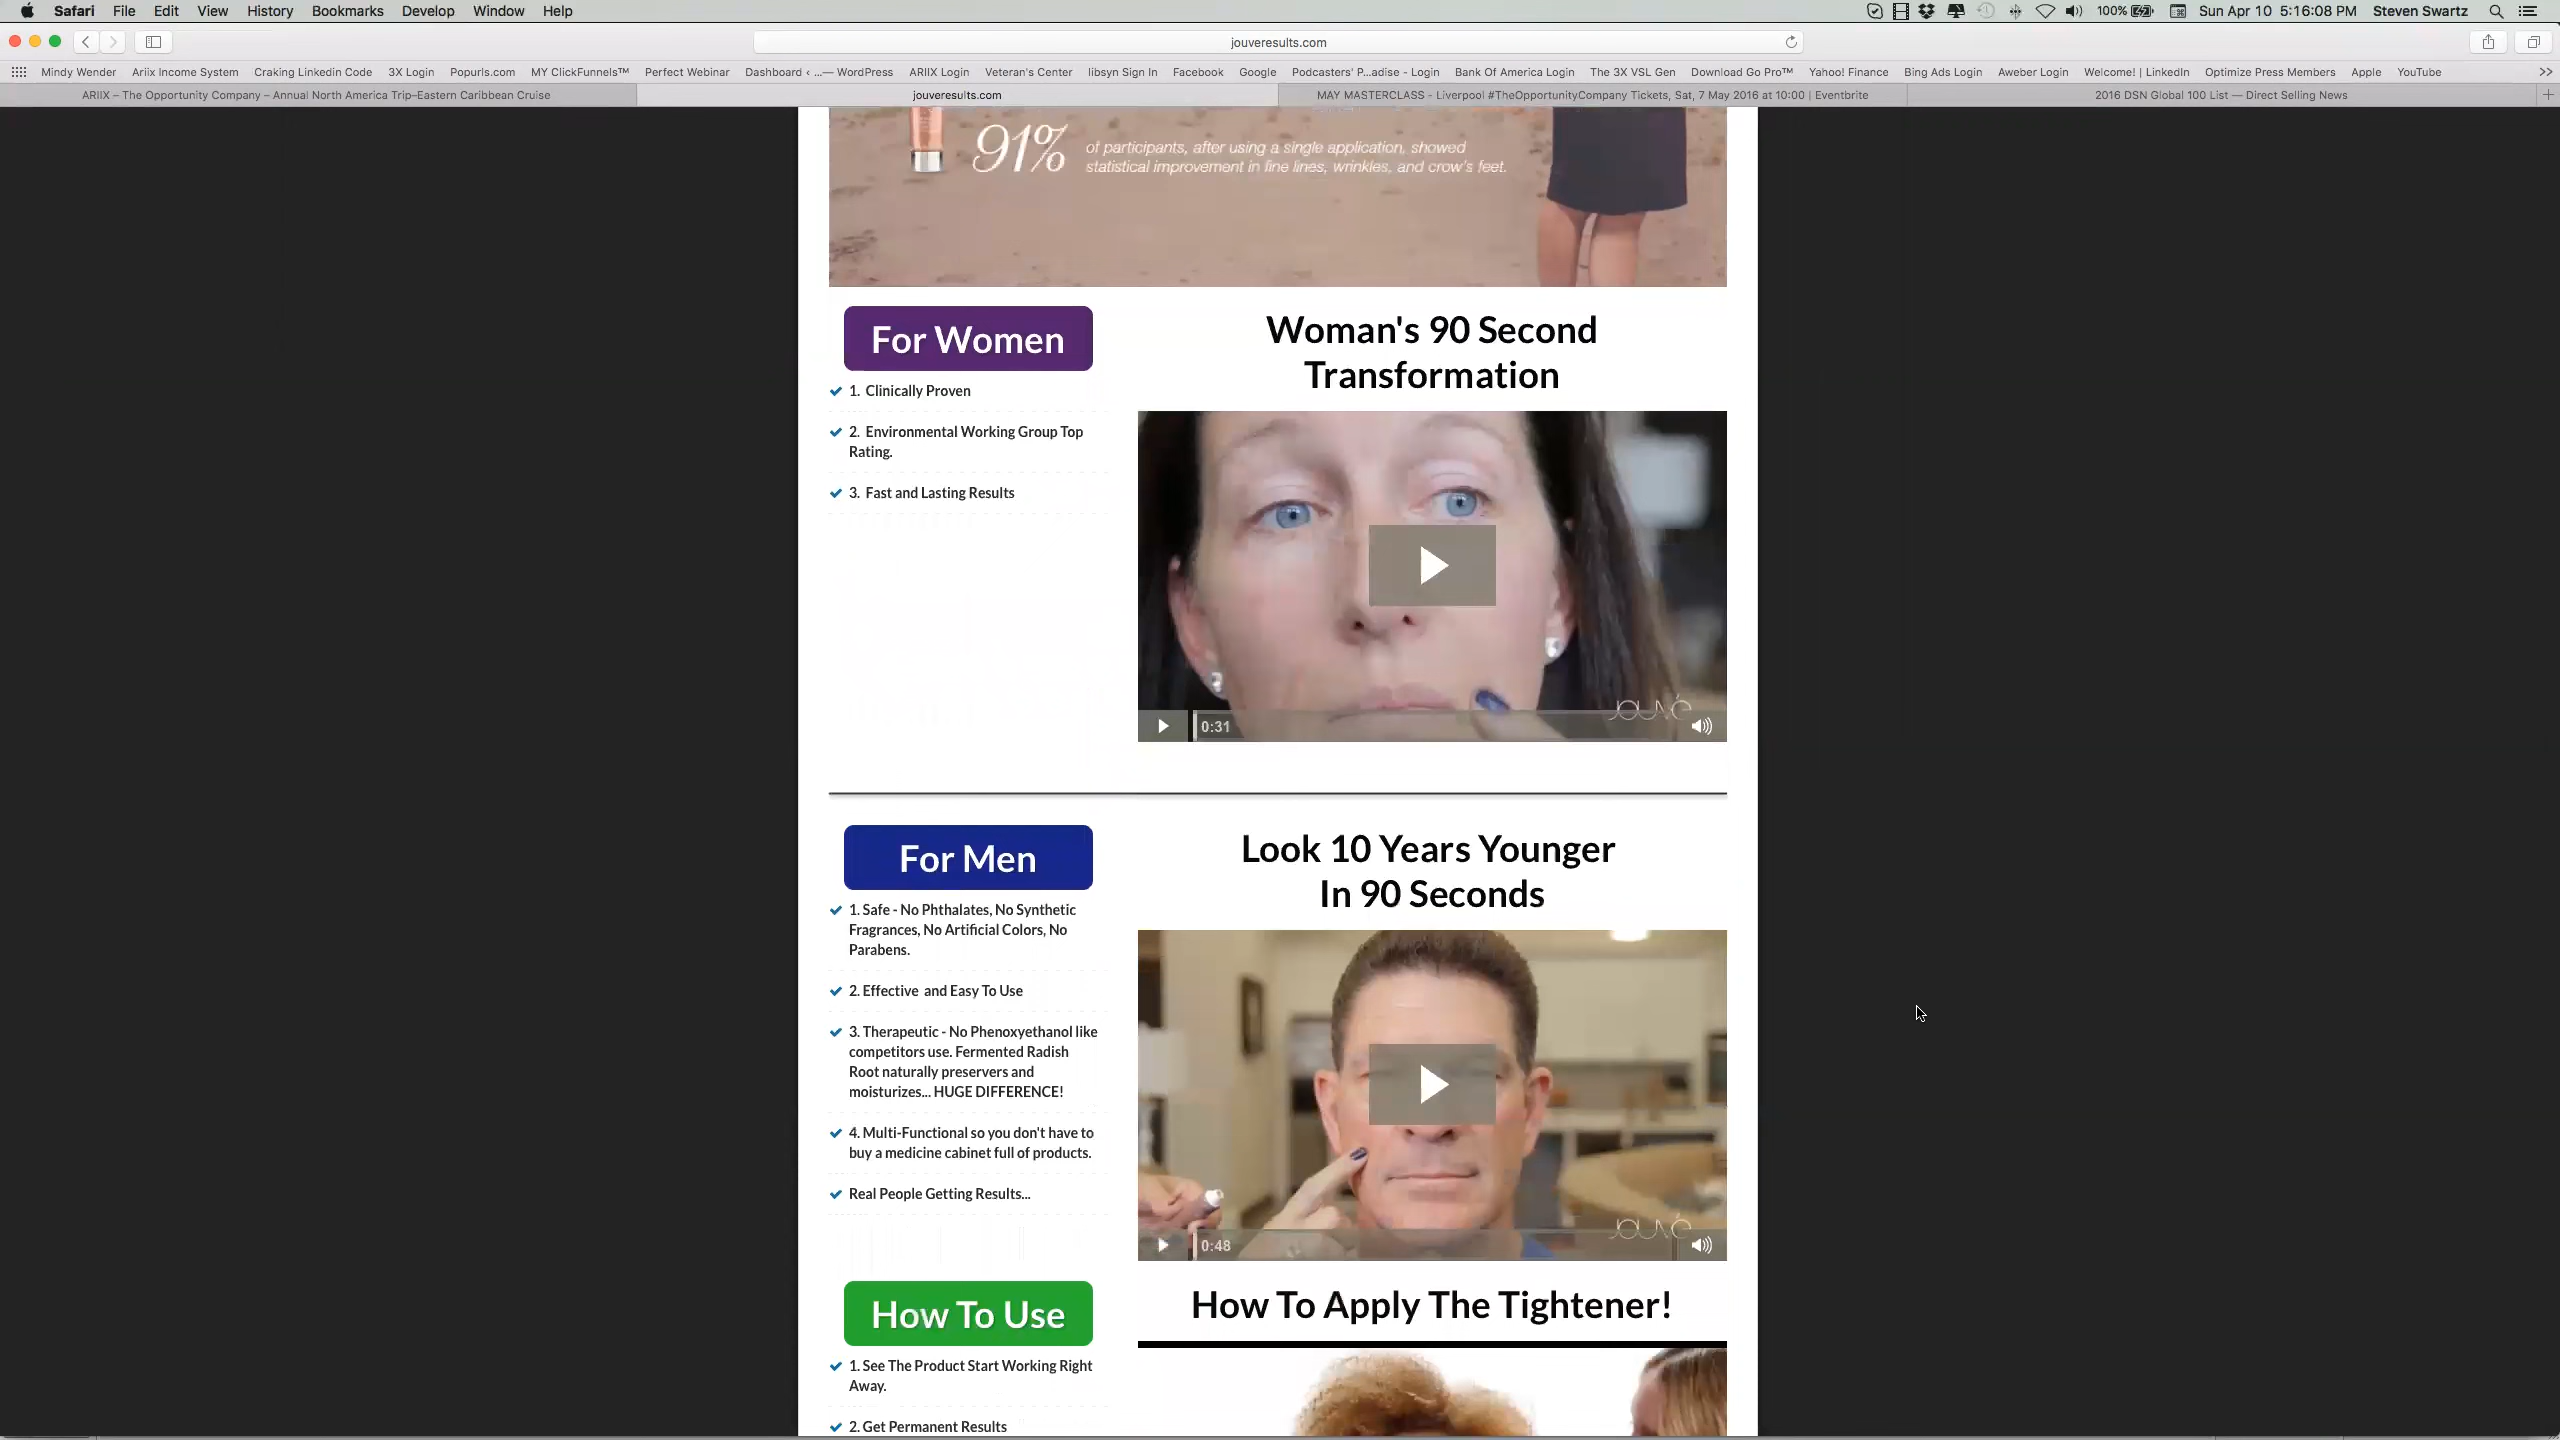 Safari File Edit View History Bookmarks Develop Window Help 100% Sun Apr 10 5:16:08 PM Steven Swartz
jouveresults.com
Mindy Wender Ariix Income System Craking Linkedin Code 3X Login Popurls.com MY ClickFunnels™ Perfect Webinar Dashboard ‹ ...— WordPress ARIIX Login Veteran's Center libsyn Sign In Facebook Google Podcasters' P...adise - Login Bank Of America Login The 3X VSL Gen Download Go Pro™ Yahoo! Finance Bing Ads Login Aweber Login Welcome! | LinkedIn Optimize Press Members Apple YouTube >>
ARIIX – The Opportunity Company – Annual North America Trip–Eastern Caribbean Cruise jouveresults.com MAY MASTERCLASS - Liverpool #TheOpportunityCompany Tickets, Sat, 7 May 2016 at 10:00 | Eventbrite 2016 DSN Global 100 List — Direct Selling News
91% of participants, after using a single application, showed
statistical improvement in fine lines, wrinkles, and crow's feet.
For Women
1. Clinically Proven
2. Environmental Working Group Top
Rating.
3. Fast and Lasting Results
Woman's 90 Second
Transformation
JOUVÉ
0:31
For Men
1. Safe - No Phthalates, No Synthetic
Fragrances, No Artificial Colors, No
Parabens.
2. Effective and Easy To Use
3. Therapeutic - No Phenoxyethanol like
competitors use. Fermented Radish
Root naturally preservers and
moisturizes... HUGE DIFFERENCE!
4. Multi-Functional so you don't have to
buy a medicine cabinet full of products.
Real People Getting Results...
Look 10 Years Younger
In 90 Seconds
JOUVÉ
0:48
How To Use
1. See The Product Start Working Right
Away.
2. Get Permanent Results
How To Apply The Tightener!